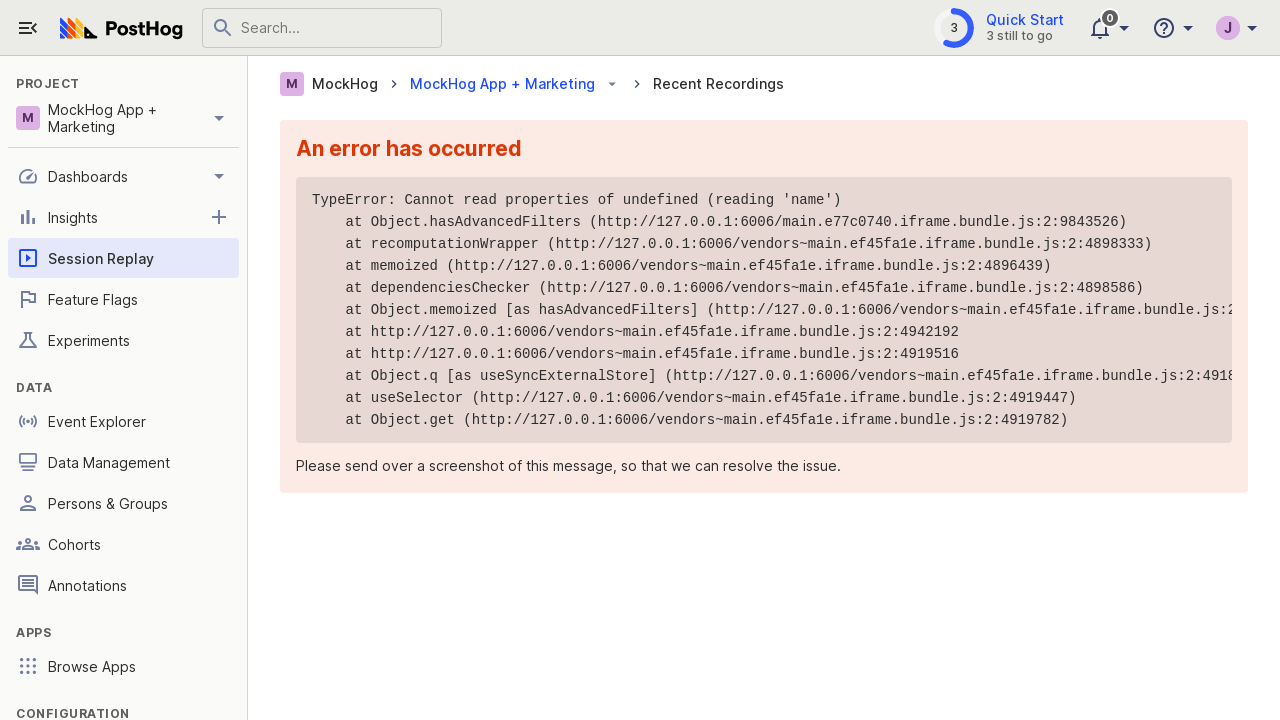 PostHog
Search...
3
Quick Start
3 still to go
0
J
PROJECT
M
MockHog App +
Marketing
Dashboards
Insights
Session Replay
Feature Flags
Experiments
DATA
Event Explorer
Data Management
Persons & Groups
Cohorts
Annotations
APPS
Browse Apps
CONFIGURATION
M MockHog > MockHog App + Marketing > Recent Recordings
An error has occurred
TypeError: Cannot read properties of undefined (reading 'name')
at Object.hasAdvancedFilters (http://127.0.0.1:6006/main.e77c0740.iframe.bundle.js:2:9843526)
at recomputationWrapper (http://127.0.0.1:6006/vendors~main.ef45fa1e.iframe.bundle.js:2:4898333)
at memoized (http://127.0.0.1:6006/vendors~main.ef45fa1e.iframe.bundle.js:2:4896439)
at dependenciesChecker (http://127.0.0.1:6006/vendors~main.ef45fa1e.iframe.bundle.js:2:4898586)
at Object.memoized [as hasAdvancedFilters] (http://127.0.0.1:6006/vendors~main.ef45fa1e.iframe.bundle.js:2
at http://127.0.0.1:6006/vendors~main.ef45fa1e.iframe.bundle.js:2:4942192
at http://127.0.0.1:6006/vendors~main.ef45fa1e.iframe.bundle.js:2:4919516
at Object.q [as useSyncExternalStore] (http://127.0.0.1:6006/vendors~main.ef45fa1e.iframe.bundle.js:2:4918
at useSelector (http://127.0.0.1:6006/vendors~main.ef45fa1e.iframe.bundle.js:2:4919447)
at Object.get (http://127.0.0.1:6006/vendors~main.ef45fa1e.iframe.bundle.js:2:4919782)
Please send over a screenshot of this message, so that we can resolve the issue.